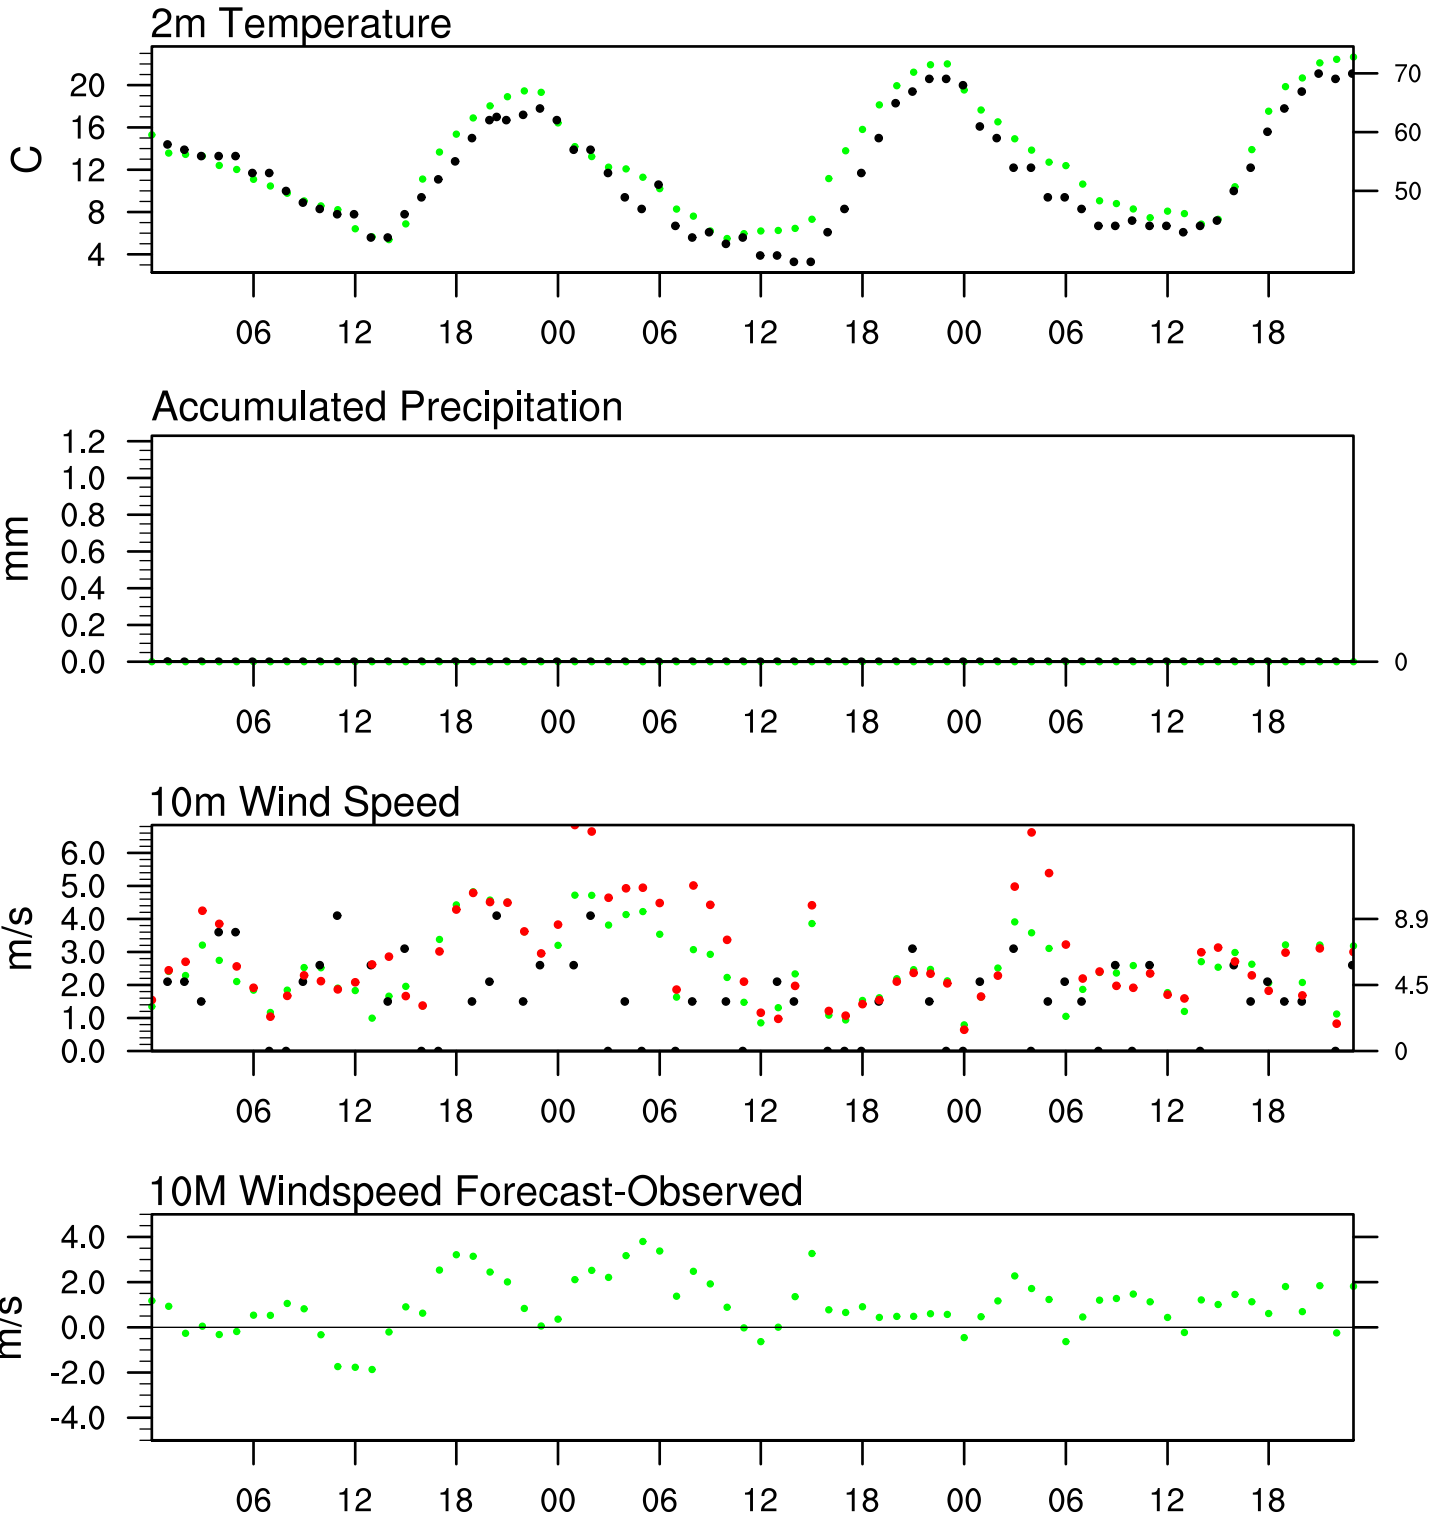 2m Temperature
20
16
12
8
4
C
70
60
50
06 12 18 00 06 12 18 00 06 12 18
Accumulated Precipitation
1.2
1.0
0.8
0.6
0.4
0.2
0.0
mm
0
06 12 18 00 06 12 18 00 06 12 18
10m Wind Speed
6.0
5.0
4.0
3.0
2.0
1.0
0.0
m/s
8.9
4.5
0
06 12 18 00 06 12 18 00 06 12 18
10M Windspeed Forecast-Observed
4.0
2.0
0.0
-2.0
-4.0
m/s
06 12 18 00 06 12 18 00 06 12 18